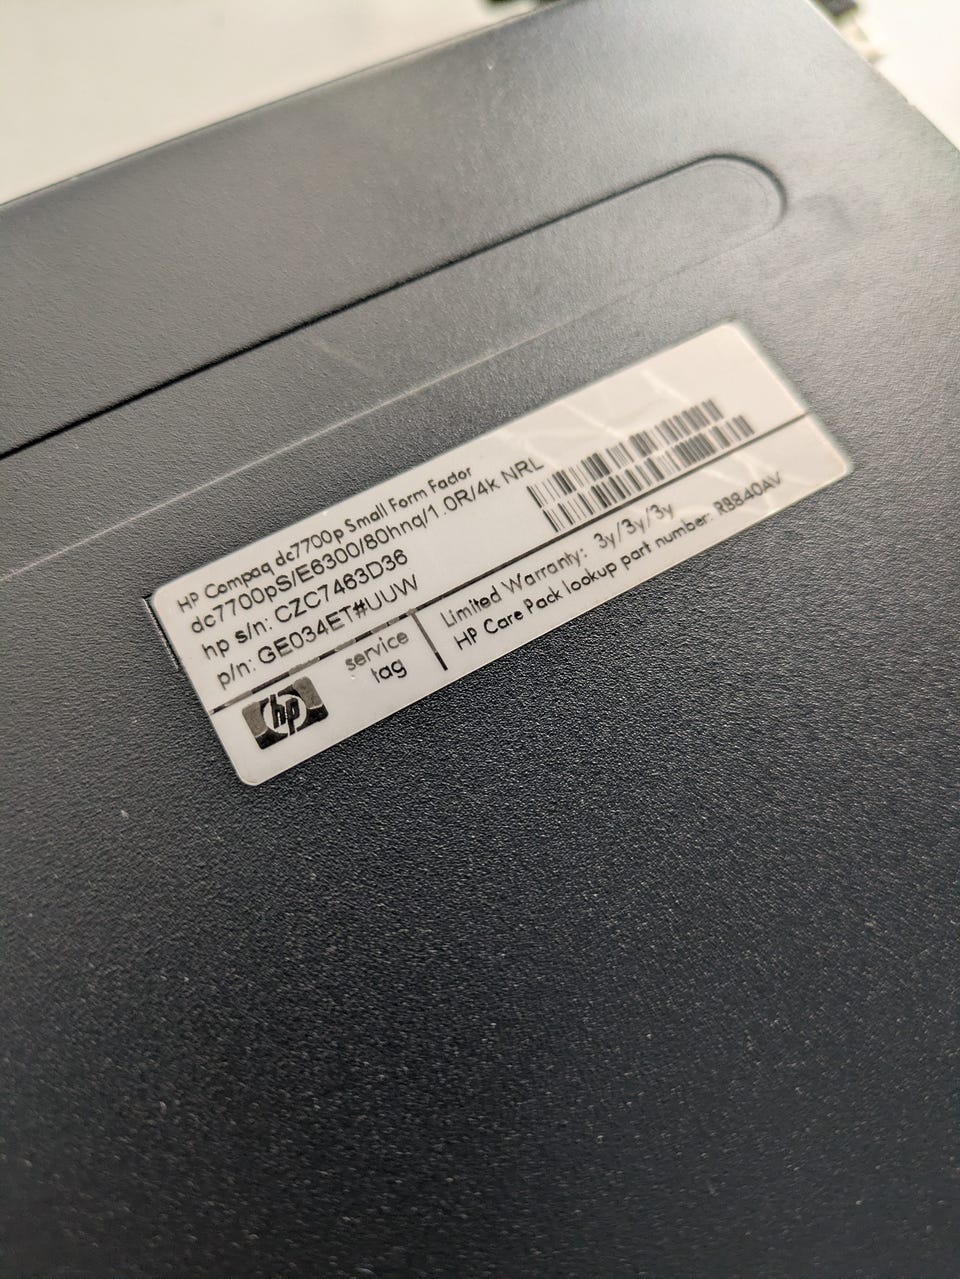 HP Compaq dc7700p Small Form Factor
dc7700pS/E6300/80hnq/1.0R/4k NRL
hp s/n: CZC7463D36
p/n: GE034ET#UUW
hp
service
tag
Limited Warranty: 3y/3y/3y
HP Care Pack lookup part number: RB840AV